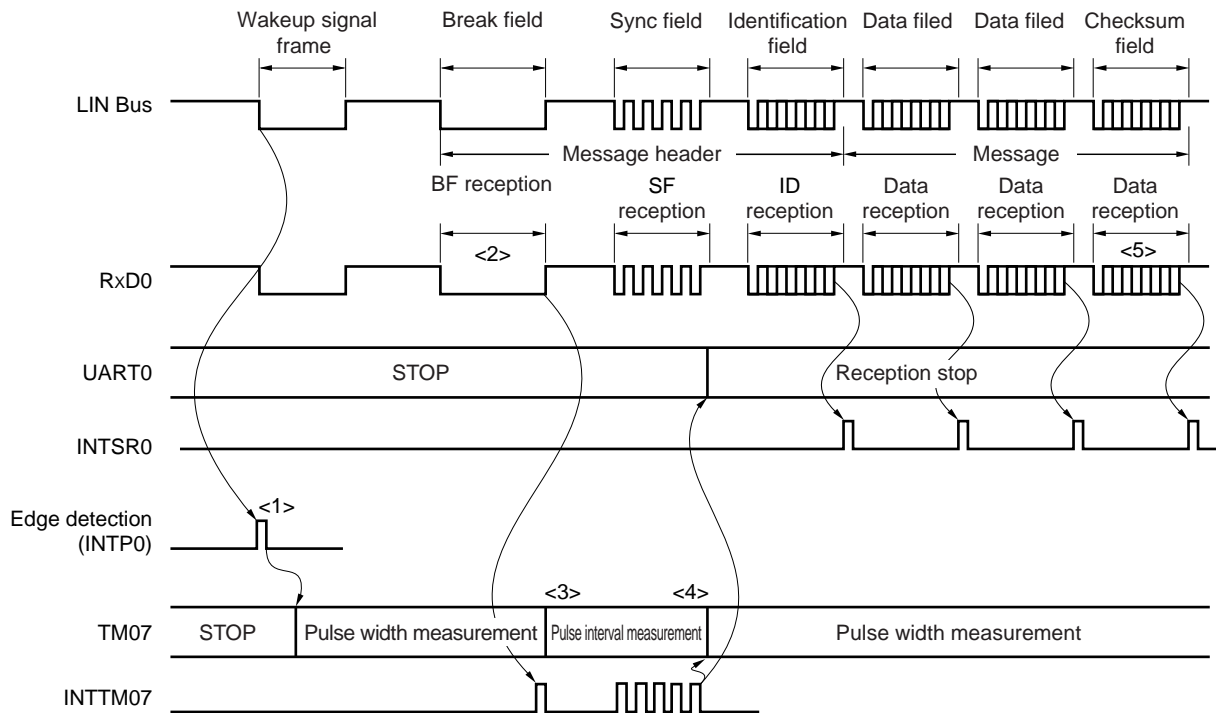 Wakeup signal
frame
Break field
Sync field
Identification
field
Data filed
Data filed
Checksum
field
LIN Bus
Message header
Message
BF reception
SF
reception
ID
reception
Data
reception
Data
reception
Data
reception
<2>
<5>
RxD0
UART0
STOP
Reception stop
INTSR0
Edge detection
(INTP0)
<1>
<3>
<4>
TM07
STOP
Pulse width measurement
Pulse interval measurement
Pulse width measurement
INTTM07